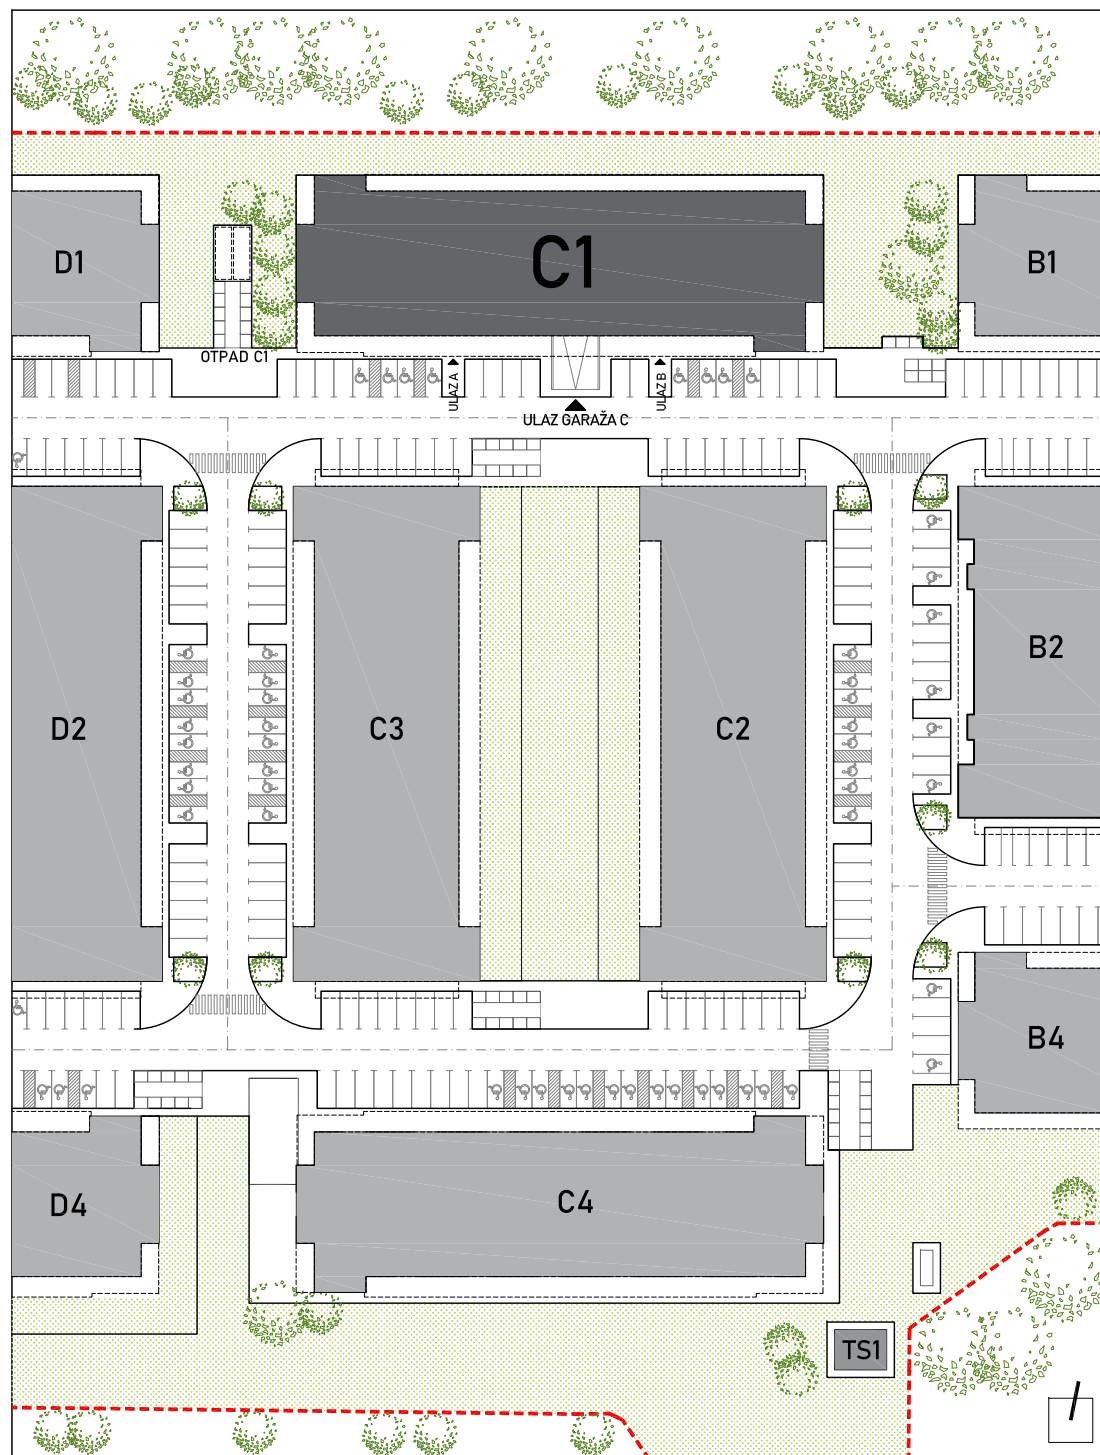 D1
C1
B1
OTPAD C1
ULAZ A
ULAZ B
ULAZ GARAŽA C
D2
C3
C2
B2
B4
D4
C4
TS1